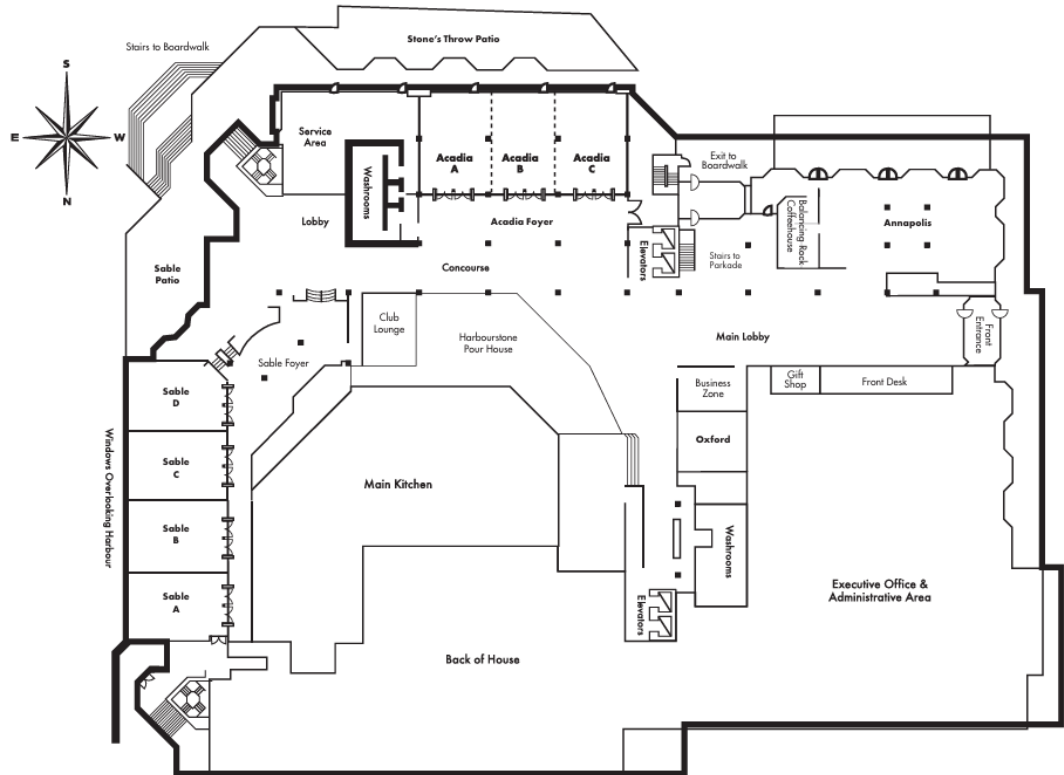 Stone's Throw Patio
Stairs to Boardwalk
S
E
W
N
Service
Area
Washrooms
Acadia
A
Acadia
B
Acadia
C
Exit to
Boardwalk
Balancing Rock
Coffeehouse
Annapolis
Lobby
Acadia Foyer
Elevators
Stairs to
Parkade
Sable
Patio
Concourse
Club
Lounge
Harbourstone
Pour House
Main Lobby
Front
Entrance
Sable Foyer
Business
Zone
Gift
Shop
Front Desk
Sable
D
Oxford
Windows Overlooking Harbour
Sable
C
Main Kitchen
Sable
B
Washrooms
Sable
A
Elevators
Executive Office &
Administrative Area
Back of House